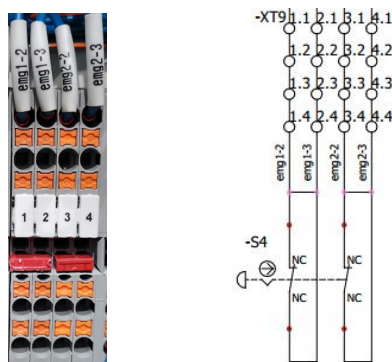 emg1-2
emg1-3
emg2-2
emg2-3
1 2 3 4
-XT9 1.1 2.1 3.1 4.1
1.2 2.2 3.2 4.2
1.3 2.3 3.3 4.3
1.4 2.4 3.4 4.4
emg1-2
emg1-3
emg2-2
emg2-3
-S4
NC NC
NC NC